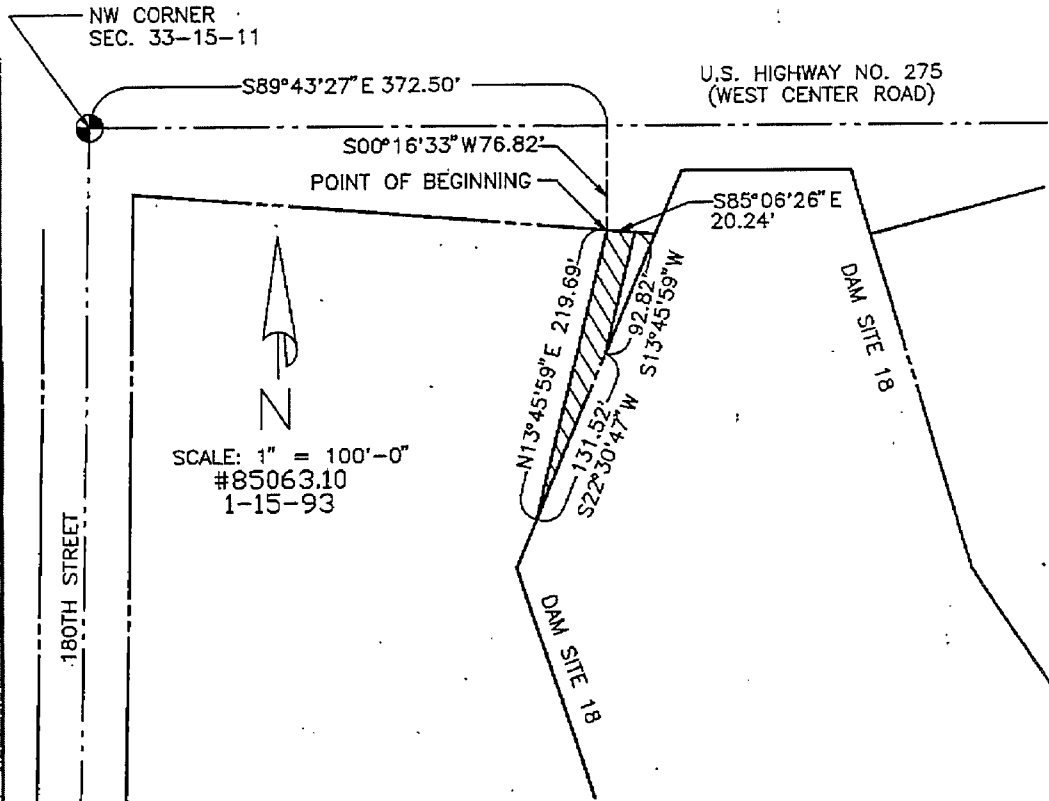 NW CORNER
SEC. 33-15-11
S89°43'27"E 372.50'
U.S. HIGHWAY NO. 275
(WEST CENTER ROAD)
S00°16'33"W76.82'
POINT OF BEGINNING
S85°06'26"E
20.24'
N13°45'59"E 219.69'
92.82'
S13°45'59"W
131.52'
S22°30'47"W
DAM SITE 18
N
SCALE: 1" = 100'-0"
#85063.10
1-15-93
180TH STREET
DAM SITE 18